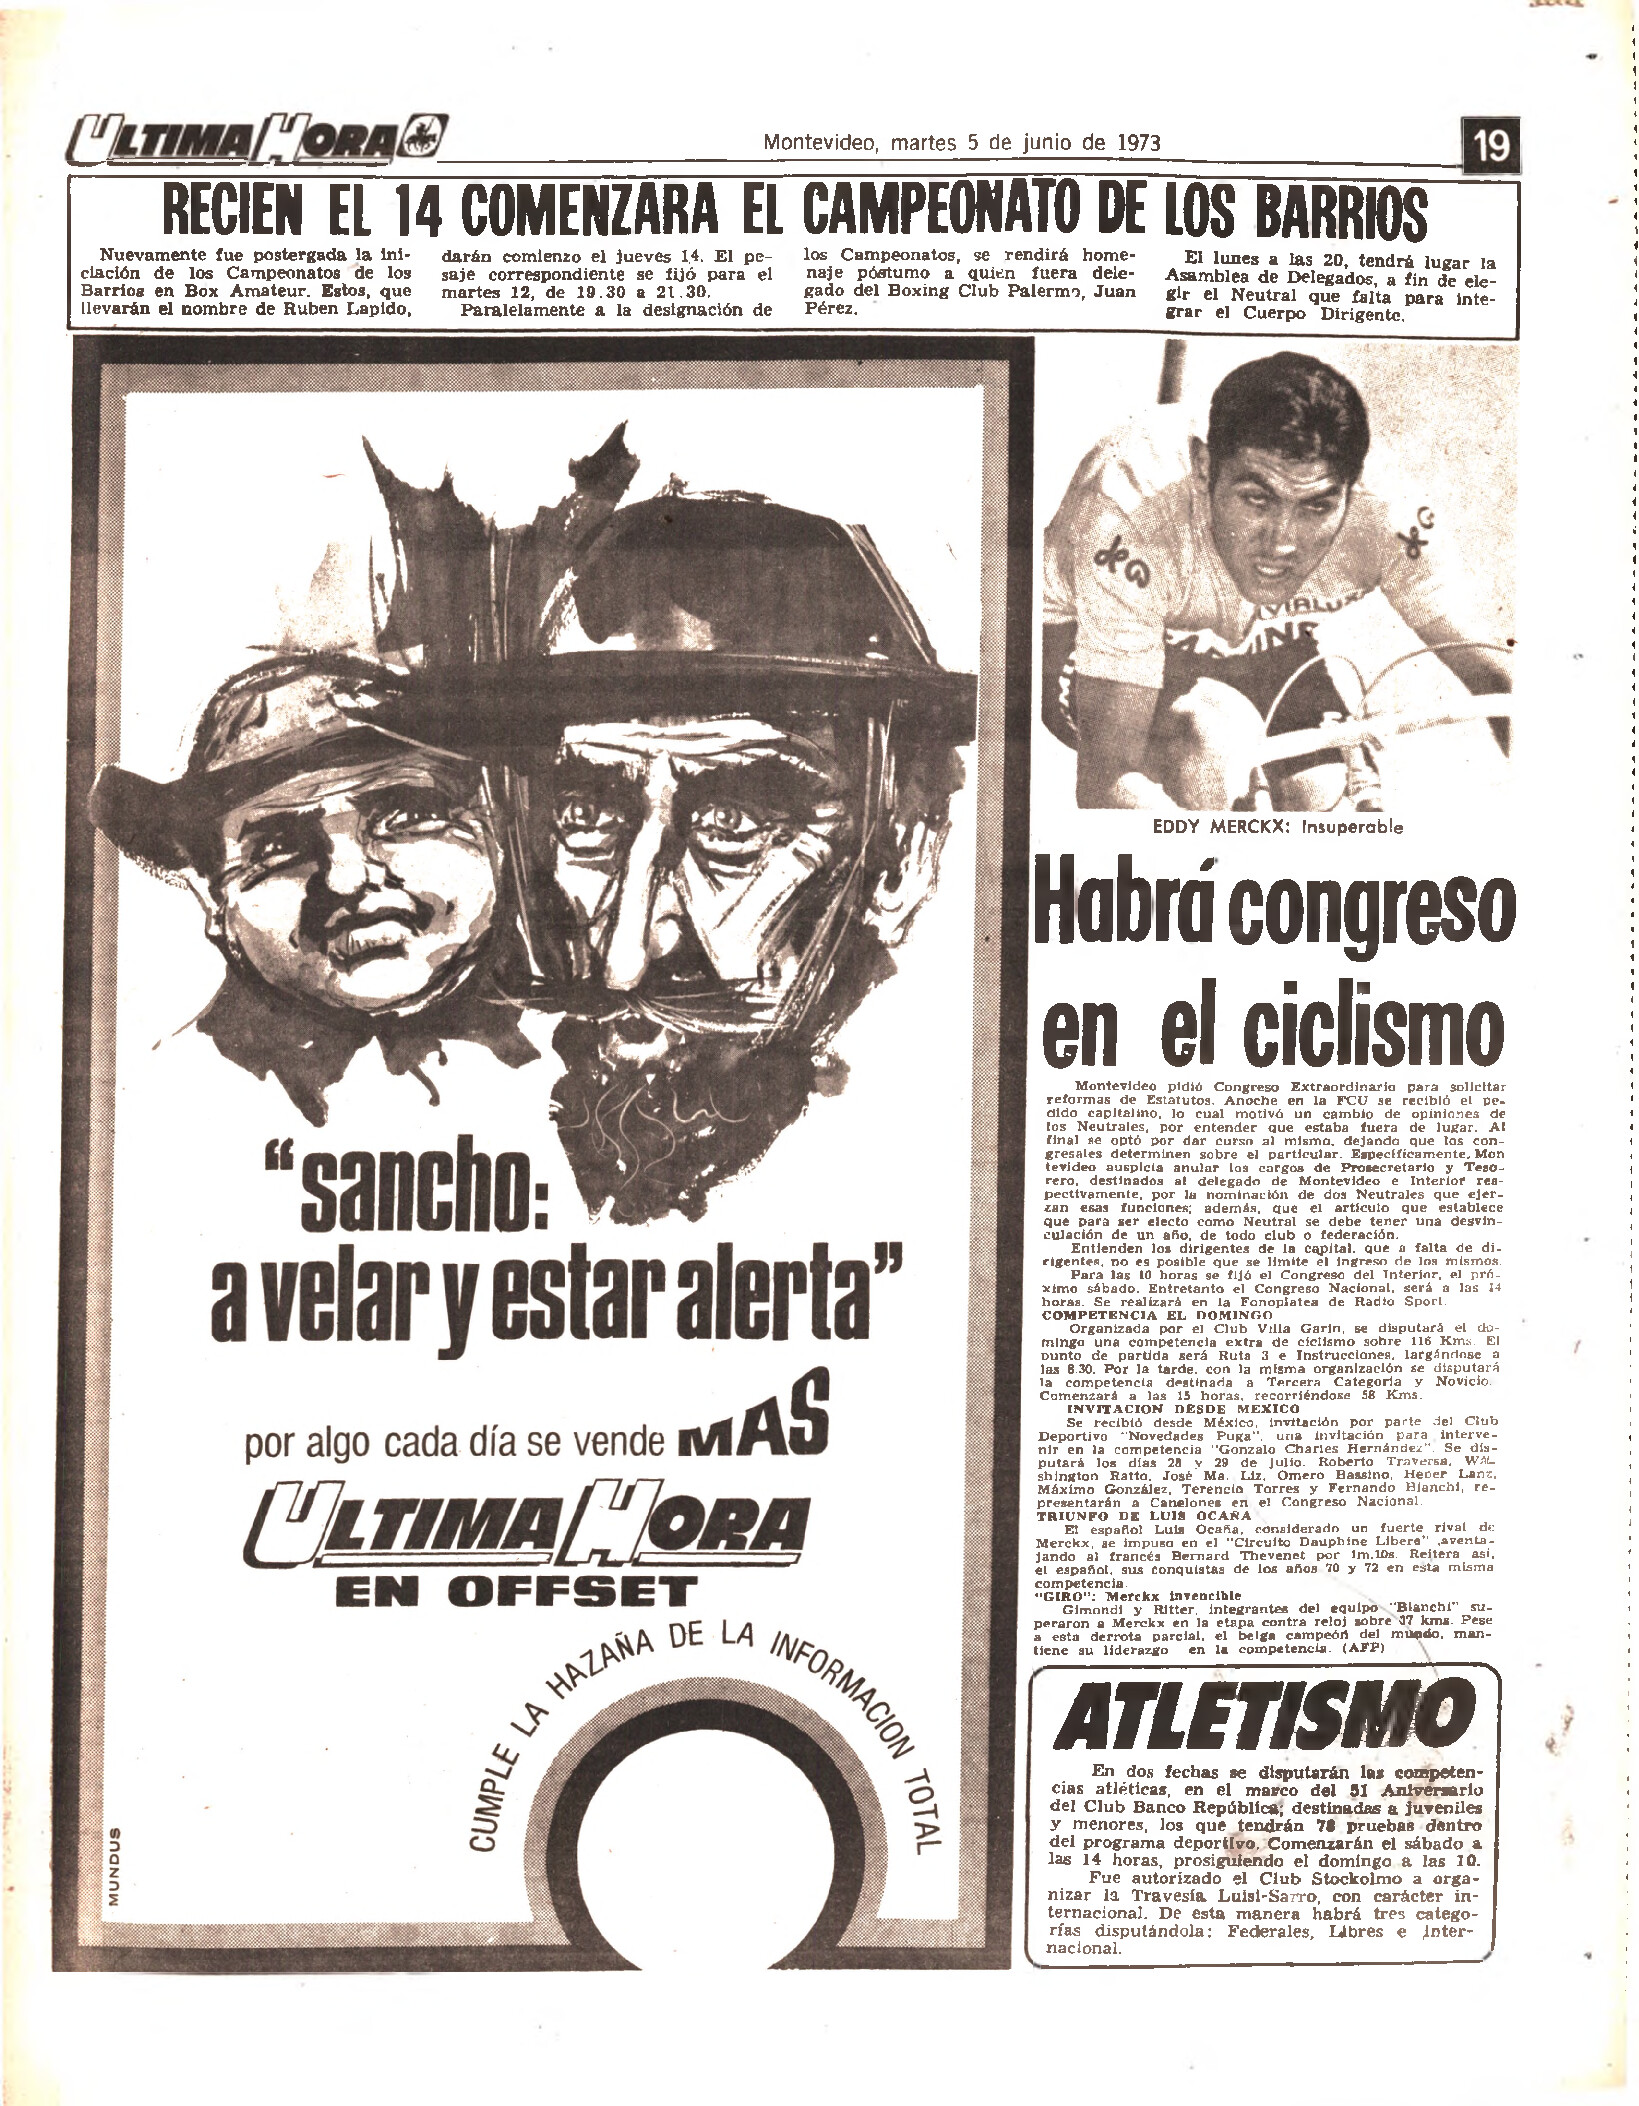 ULTIMA HORA
Montevideo, martes 5 de junio de 1973
19
RECIEN EL 14 COMENZARA EL CAMPEONATO DE LOS BARRIOS
Nuevamente fue postergada la ini-
ciación de los Campeonatos de los
Barrios en Box Amateur. Estos, que
llevarán el nombre de Ruben Lapido,
darán comienzo el jueves 14. El pe-
saje correspondiente se fijó para el
martes 12, de 19.30 a 21.30.
Paralelamente a la designación de
los Campeonatos, se rendirá home-
naje póstumo a quien fuera dele-
gado del Boxing Club Palermo, Juan
Pérez.
El lunes a las 20, tendrá lugar la
Asamblea de Delegados, a fin de ele-
gir el Neutral que falta para inte-
grar el Cuerpo Dirigente.
"sancho:
a velar y estar alerta"
por algo cada día se vende MAS
ULTIMA HORA
EN OFFSET
CUMPLE LA HAZAÑA DE LA INFORMACION TOTAL
MUNDUS
EDDY MERCKX: Insuperable
Habrá congreso
en el ciclismo
Montevideo pidió Congreso Extraordinario para solicitar
reformas de Estatutos. Anoche en la FCU se recibió el pe-
dido capitalino, lo cual motivó un cambio de opiniones de
los Neutrales, por entender que estaba fuera de lugar. Al
final se optó por dar curso al mismo, dejando que los con-
gresales determinen sobre el particular. Específicamente, Mon
tevideo auspicia anular los cargos de Prosecretario y Teso-
rero, destinados al delegado de Montevideo e Interior res-
pectivamente, por la nominación de dos Neutrales que ejer-
zan esas funciones; además, que el artículo que establece
que para ser electo como Neutral se debe tener una desvin-
culación de un año, de todo club o federación.
Entienden los dirigentes de la capital, que a falta de di-
rigentes, no es posible que se limite el ingreso de los mismos.
Para las 10 horas se fijó el Congreso del Interior, el pró-
ximo sábado. Entretanto el Congreso Nacional, será a las 14
horas. Se realizará en la Fonoplatea de Radio Sport.
COMPETENCIA EL DOMINGO
Organizada por el Club Villa Garin, se disputará el do-
mingo una competencia extra de ciclismo sobre 116 Kms. El
punto de partida será Ruta 3 e Instrucciones, largándose a
las 8.30. Por la tarde, con la misma organización se disputará
la competencia destinada a Tercera Categoría y Novicio.
Comenzará a las 15 horas, recorriéndose 58 Kms.
INVITACION DESDE MEXICO
Se recibió desde México, invitación por parte del Club
Deportivo "Novedades Puga", una invitación para interve-
nir en la competencia "Gonzalo Charles Hernández". Se dis-
putará los días 28 y 29 de julio. Roberto Traversa, WAL
shington Ratto, José Ma. Liz, Omero Bassino, Heber Lanz,
Máximo González, Terencio Torres y Fernando Bianchi, re-
presentarán a Canelones en el Congreso Nacional.
TRIUNFO DE LUIS OCAÑA
El español Luis Ocaña, considerado un fuerte rival de
Merckx, se impuso en el "Circuito Dauphine Libere" ,aventa-
jando al francés Bernard Thevenet por 1m.10s. Reitera así,
el español, sus conquistas de los años 70 y 72 en esta misma
competencia.
"GIRO": Merckx invencible
Gimondi y Ritter, integrantes del equipo "Bianchi" su-
peraron a Merckx en la etapa contra reloj sobre 37 kms. Pese
a esta derrota parcial, el belga campeón del mundo, man-
tiene su liderazgo en la competencia. (AFP)
ATLETISMO
En dos fechas se disputarán las competen-
cias atléticas, en el marco del 51 Aniversario
del Club Banco República; destinadas a juveniles
y menores, los que tendrán 78 pruebas dentro
del programa deportivo. Comenzarán el sábado a
las 14 horas, prosiguiendo el domingo a las 10.
Fue autorizado el Club Stockolmo a orga-
nizar la Travesía Luisi-Sarro, con carácter in-
ternacional. De esta manera habrá tres catego-
rías disputándola: Federales, Libres e Inter-
nacional.